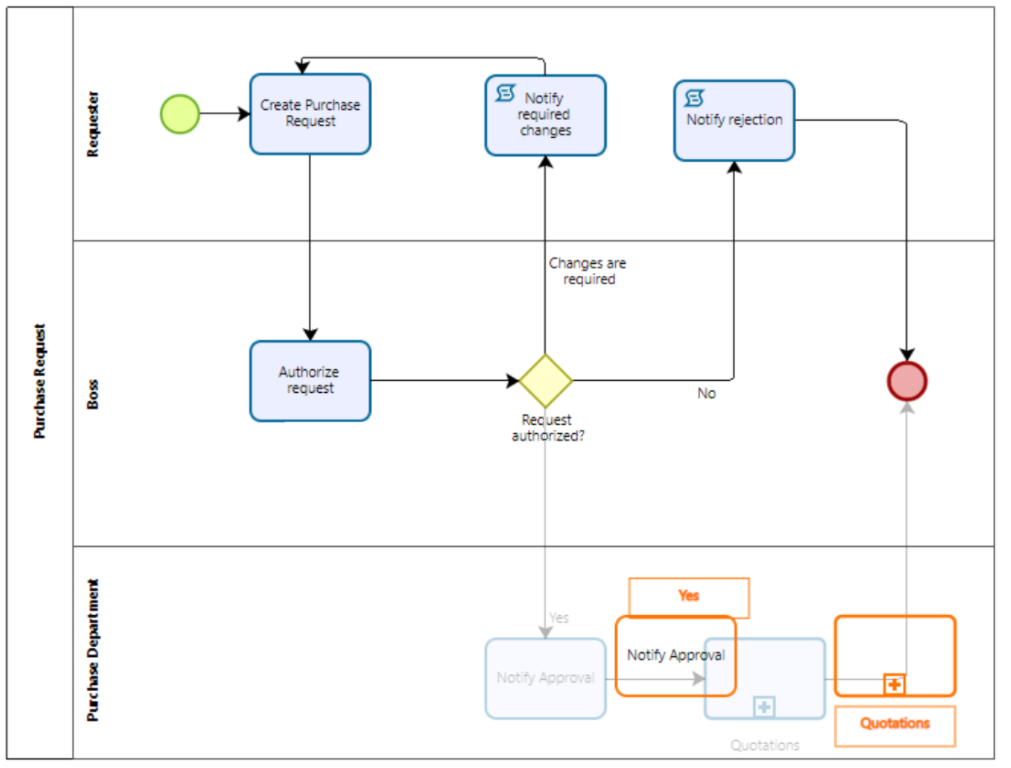 Purchase Request
Requester
Create Purchase
Request
Notify
required
changes
Notify rejection
Boss
Changes are
required
Authorize
request
No
Request
authorized?
Purchase Department
Yes
Yes
Notify Approval
Notify Approval
Quotations
Quotations